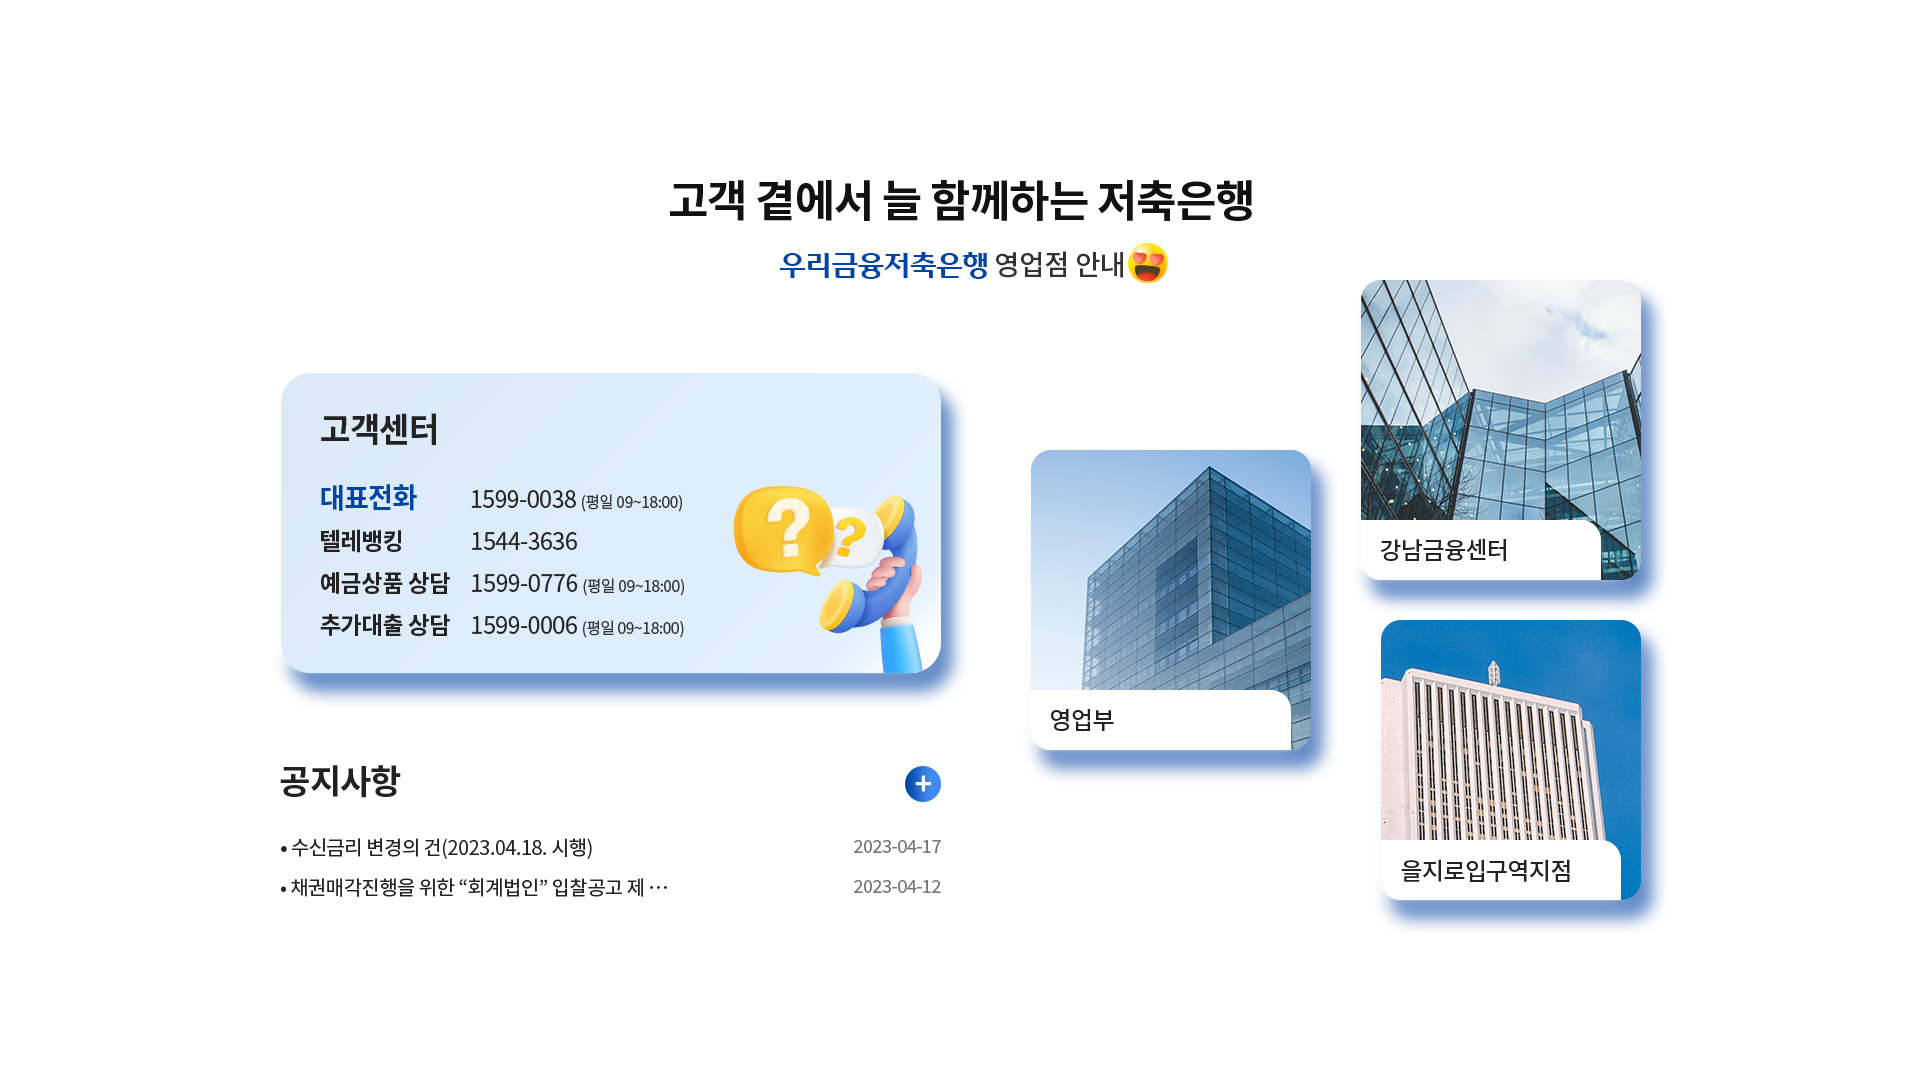 고객 곁에서 늘 함께하는 저축은행
우리금융저축은행 영업점 안내
고객센터
대표전화 1599-0038 (평일 09~18:00)
텔레뱅킹 1544-3636
예금상품 상담 1599-0776 (평일 09~18:00)
추가대출 상담 1599-0006 (평일 09~18:00)
공지사항
• 수신금리 변경의 건(2023.04.18. 시행) 2023-04-17
• 채권매각진행을 위한 “회계법인” 입찰공고 제 ⋯ 2023-04-12
영업부
강남금융센터
을지로입구역지점